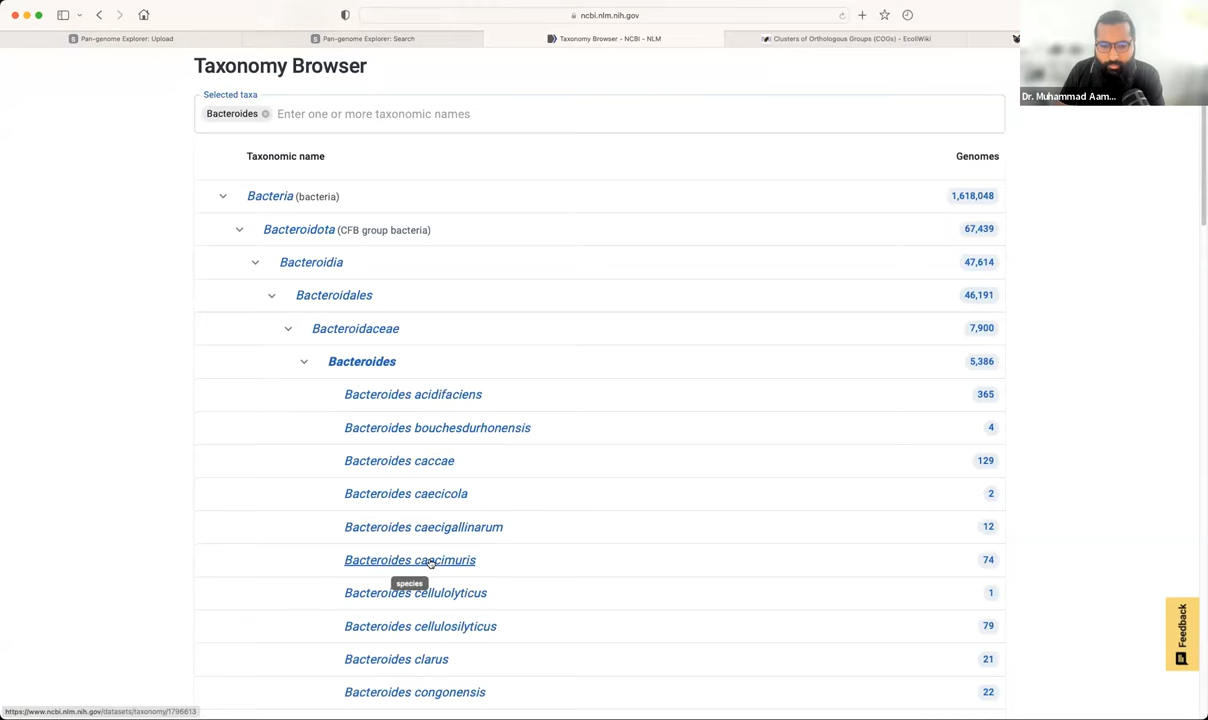 ncbi.nlm.nih.gov
Pan-genome Explorer: Upload
Pan-genome Explorer: Search
Taxonomy Browser - NCBI - NLM
Clusters of Orthologous Groups (COGs) - EcoliWiki
Dr. Muhammad Aam...
Taxonomy Browser
Selected taxa
Bacteroides
Enter one or more taxonomic names
Taxonomic name Genomes
Bacteria (bacteria) 1,618,048
Bacteroidota (CFB group bacteria) 67,439
Bacteroidia 47,614
Bacteroidales 46,191
Bacteroidaceae 7,900
Bacteroides 5,386
Bacteroides acidifaciens 365
Bacteroides bouchesdurhonensis 4
Bacteroides caccae 129
Bacteroides caecicola 2
Bacteroides caecigallinarum 12
Bacteroides caecimuris 74
species
Bacteroides cellulolyticus 1
Bacteroides cellulosilyticus 79
Bacteroides clarus 21
Bacteroides congonensis 22
Feedback
https://www.ncbi.nlm.nih.gov/datasets/taxonomy/1796613